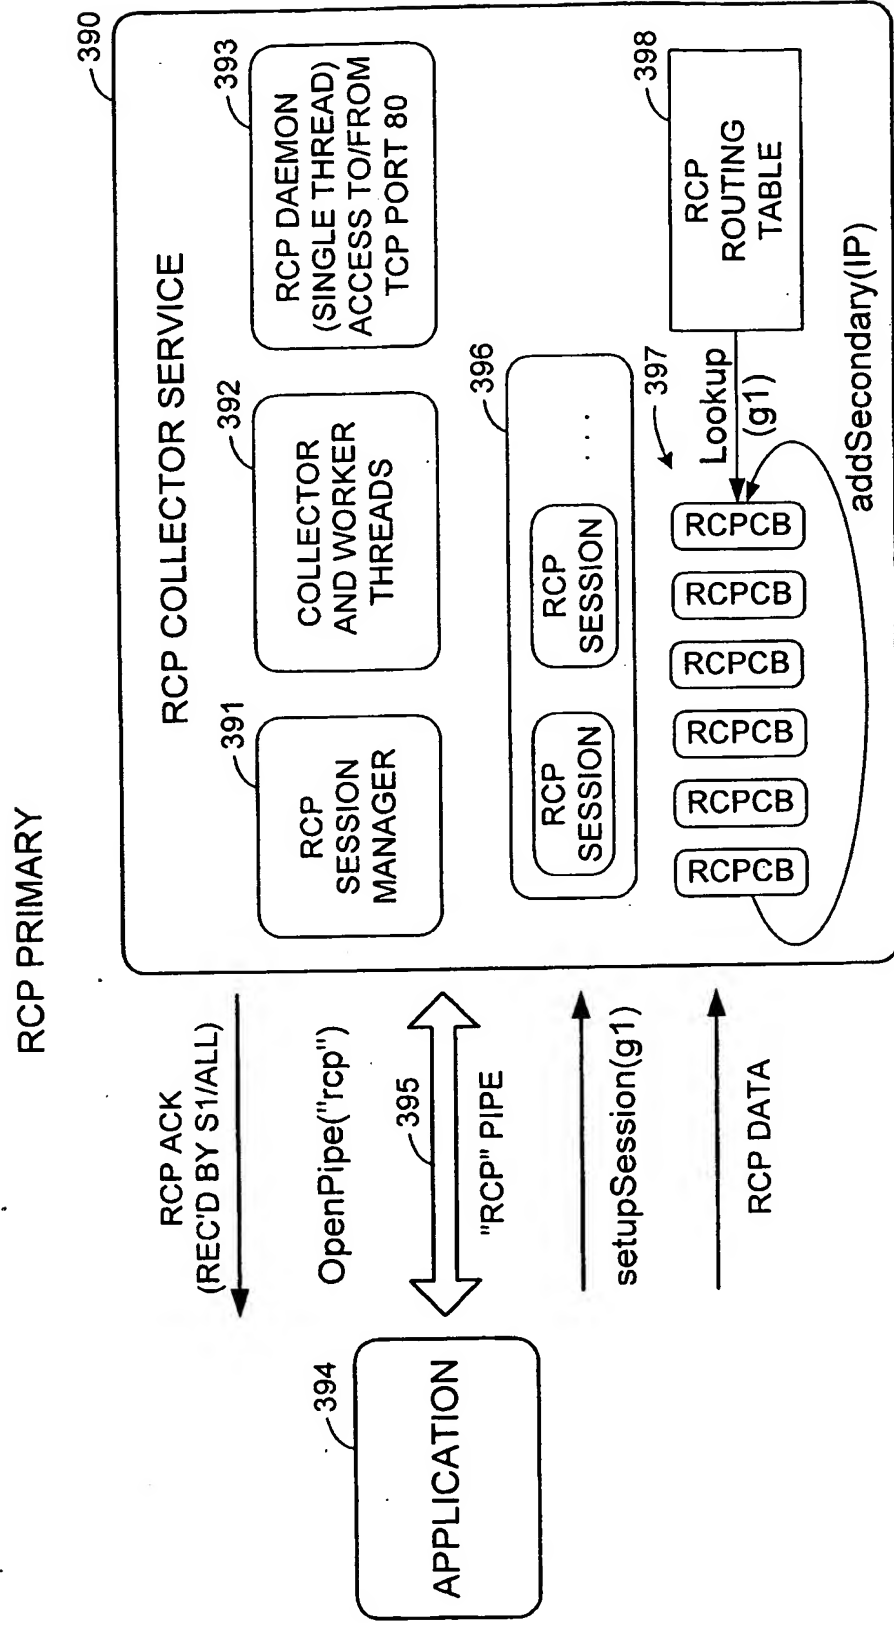 RCP PRIMARY
390
RCP COLLECTOR SERVICE
391
RCP
SESSION
MANAGER
392
COLLECTOR
AND WORKER
THREADS
393
RCP DAEMON
(SINGLE THREAD)
ACCESS TO/FROM
TCP PORT 80
RCP ACK
(REC'D BY S1/ALL)
394
APPLICATION
OpenPipe("rcp")
395
"RCP" PIPE
setupSession(g1)
RCP DATA
396
RCP
SESSION
RCP
SESSION
...
397
RCPCB
RCPCB
RCPCB
RCPCB
RCPCB
RCPCB
Lookup
(g1)
398
RCP
ROUTING
TABLE
addSecondary(IP)